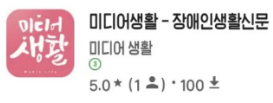 미디어
생활
MEDIA LIFE
미디어생활 – 장애인생활신문
미디어 생활
3
5.0★ (1) • 100